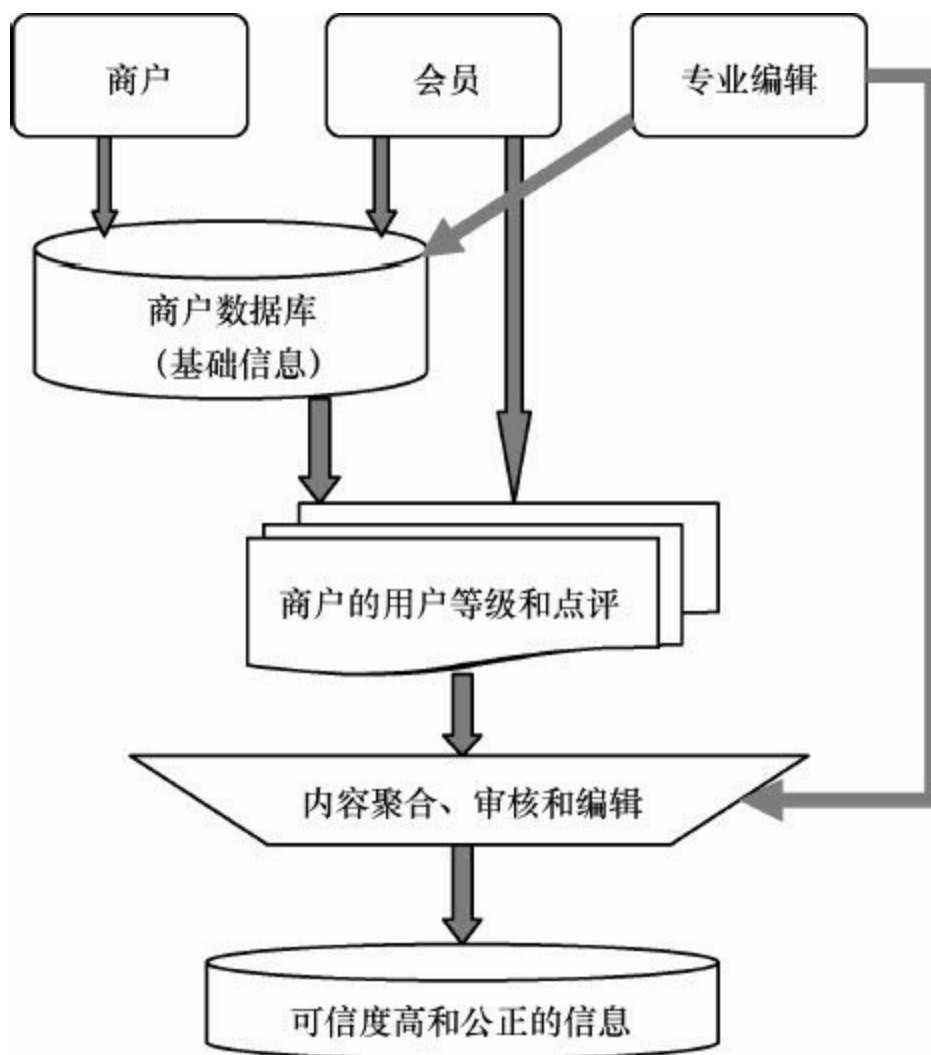 商户
会员
专业编辑
商户数据库
（基础信息）
商户的用户等级和点评
内容聚合、审核和编辑
可信度高和公正的信息